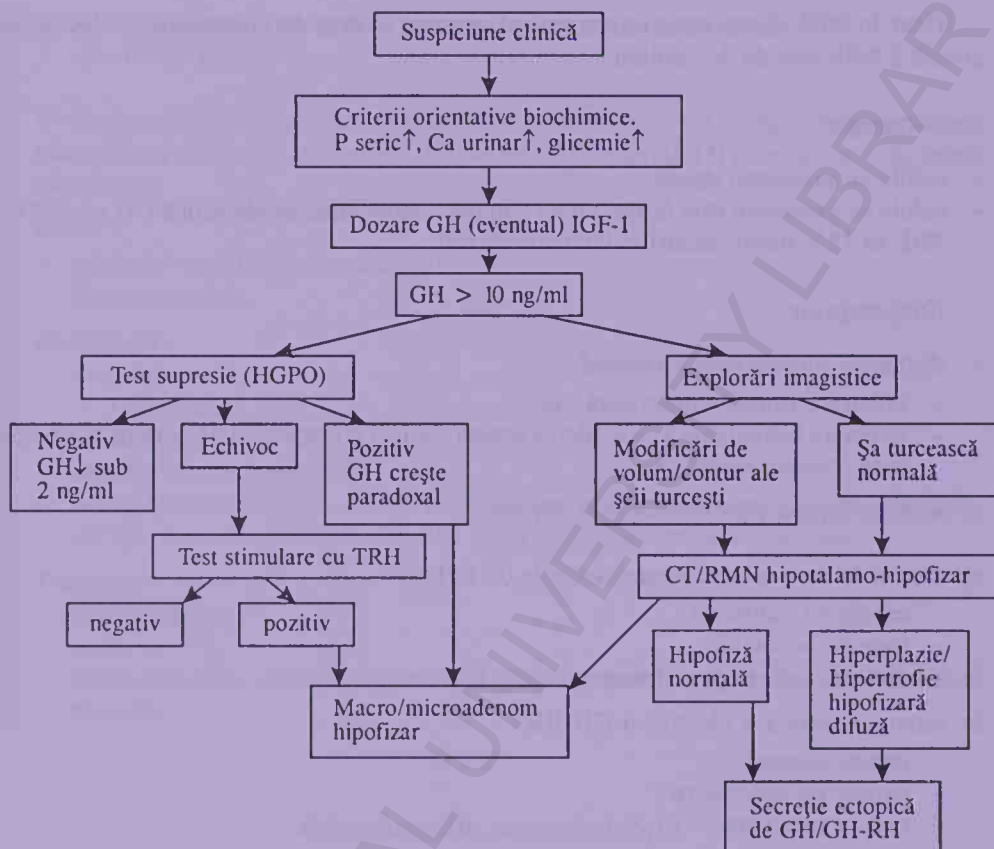 Suspiciune clinică
Criterii orientative biochimice.
P seric↑, Ca urinar↑, glicemie↑
Dozare GH (eventual) IGF-1
GH > 10 ng/ml
Test supresie (HGPO)
Explorări imagistice
Negativ
GH↓ sub
2 ng/ml
Echivoc
Pozitiv
GH crește
paradoxal
Modificări de
volum/contur ale
șeii turcești
Șa turcească
normală
Test stimulare cu TRH
CT/RMN hipotalamo-hipofizar
negativ
pozitiv
Hipofiză
normală
Hiperplazie/
Hipertrofie
hipofizară
difuză
Macro/microadenom
hipofizar
Secreție ectopică
de GH/GH-RH
AL UNIVERSITY LIBRAR